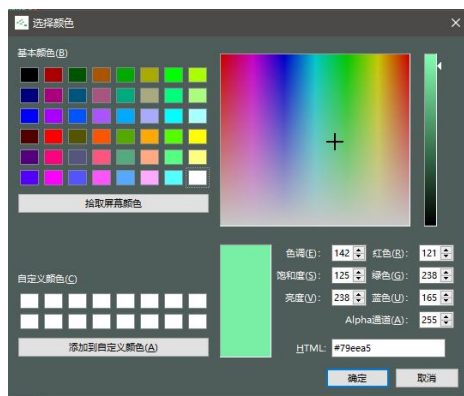 选择颜色
基本颜色(B)
拾取屏幕颜色
自定义颜色(C)
添加到自定义颜色(A)
色调(E): 142 红色(R): 121
饱和度(S): 125 绿色(G): 238
亮度(V): 238 蓝色(U): 165
Alpha通道(A): 255
HTML: #79eea5
确定 取消